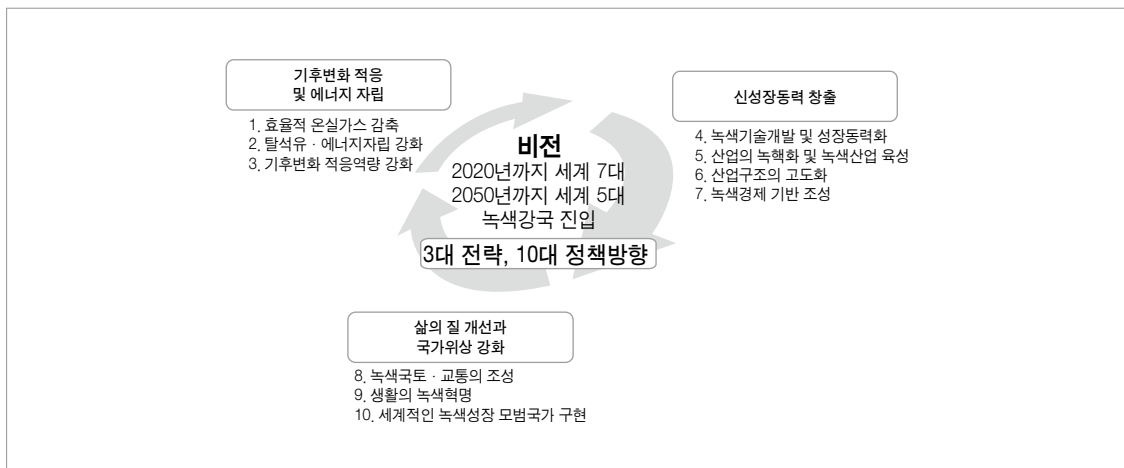 기후변화 적응
및 에너지 자립
1. 효율적 온실가스 감축
2. 탈석유 · 에너지자립 강화
3. 기후변화 적응역량 강화
비전
2020년까지 세계 7대
2050년까지 세계 5대
녹색강국 진입
3대 전략, 10대 정책방향
신성장동력 창출
4. 녹색기술개발 및 성장동력화
5. 산업의 녹핵화 및 녹색산업 육성
6. 산업구조의 고도화
7. 녹색경제 기반 조성
삶의 질 개선과
국가위상 강화
8. 녹색국토 · 교통의 조성
9. 생활의 녹색혁명
10. 세계적인 녹색성장 모범국가 구현